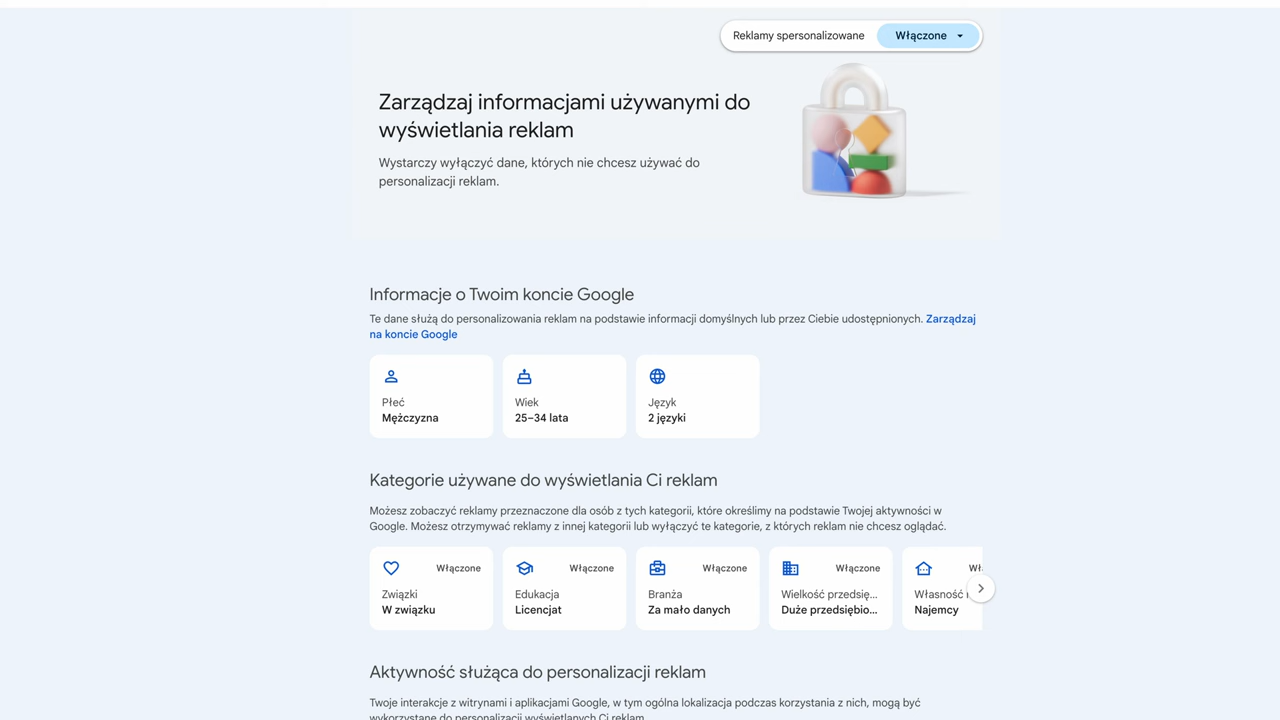 Reklamy spersonalizowane Włączone
Zarządzaj informacjami używanymi do
wyświetlania reklam
Wystarczy wyłączyć dane, których nie chcesz używać do
personalizacji reklam.
Informacje o Twoim koncie Google
Te dane służą do personalizowania reklam na podstawie informacji domyślnych lub przez Ciebie udostępnionych. Zarządzaj
na koncie Google
Płeć
Mężczyzna
Wiek
25–34 lata
Język
2 języki
Kategorie używane do wyświetlania Ci reklam
Możesz zobaczyć reklamy przeznaczone dla osób z tych kategorii, które określimy na podstawie Twojej aktywności w
Google. Możesz otrzymywać reklamy z innej kategorii lub wyłączyć te kategorie, z których reklam nie chcesz oglądać.
Włączone
Związki
W związku
Włączone
Edukacja
Licencjat
Włączone
Branża
Za mało danych
Włączone
Wielkość przedsię...
Duże przedsiębio...
Własność
Najemcy
Aktywność służąca do personalizacji reklam
Twoje interakcje z witrynami i aplikacjami Google, w tym ogólna lokalizacja podczas korzystania z nich, mogą być
wykorzystane do personalizacji wyświetlanych Ci reklam